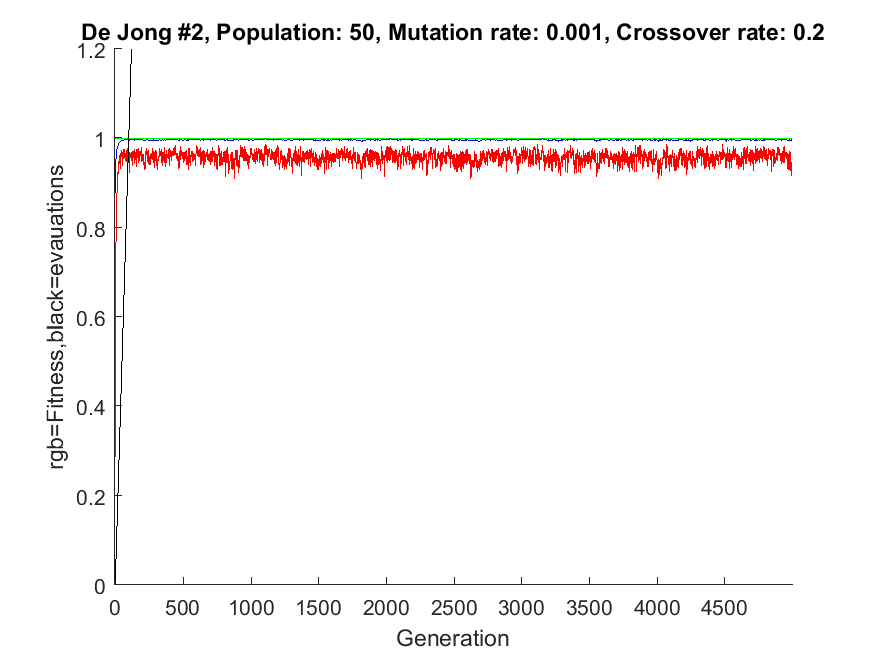 De Jong #2, Population: 50, Mutation rate: 0.001, Crossover rate: 0.2
1.2
1
0.8
0.6
0.4
0.2
0
rgb=Fitness,black=evauations
0 500 1000 1500 2000 2500 3000 3500 4000 4500
Generation